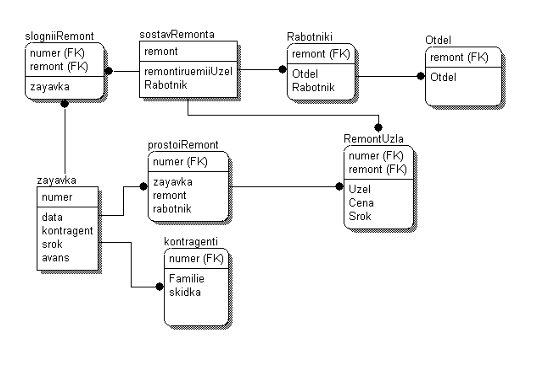 slogniiRemont
numer (FK)
remont (FK)
zayavka
sostavRemonta
remont
remontiruemiiUzel
Rabotnik
Rabotniki
remont (FK)
Otdel
Rabotnik
Otdel
remont (FK)
Otdel
prostoiRemont
numer (FK)
zayavka
remont
rabotnik
RemontUzla
numer (FK)
remont (FK)
Uzel
Cena
Srok
zayavka
numer
data
kontragent
srok
avans
kontragenti
numer (FK)
Familie
skidka